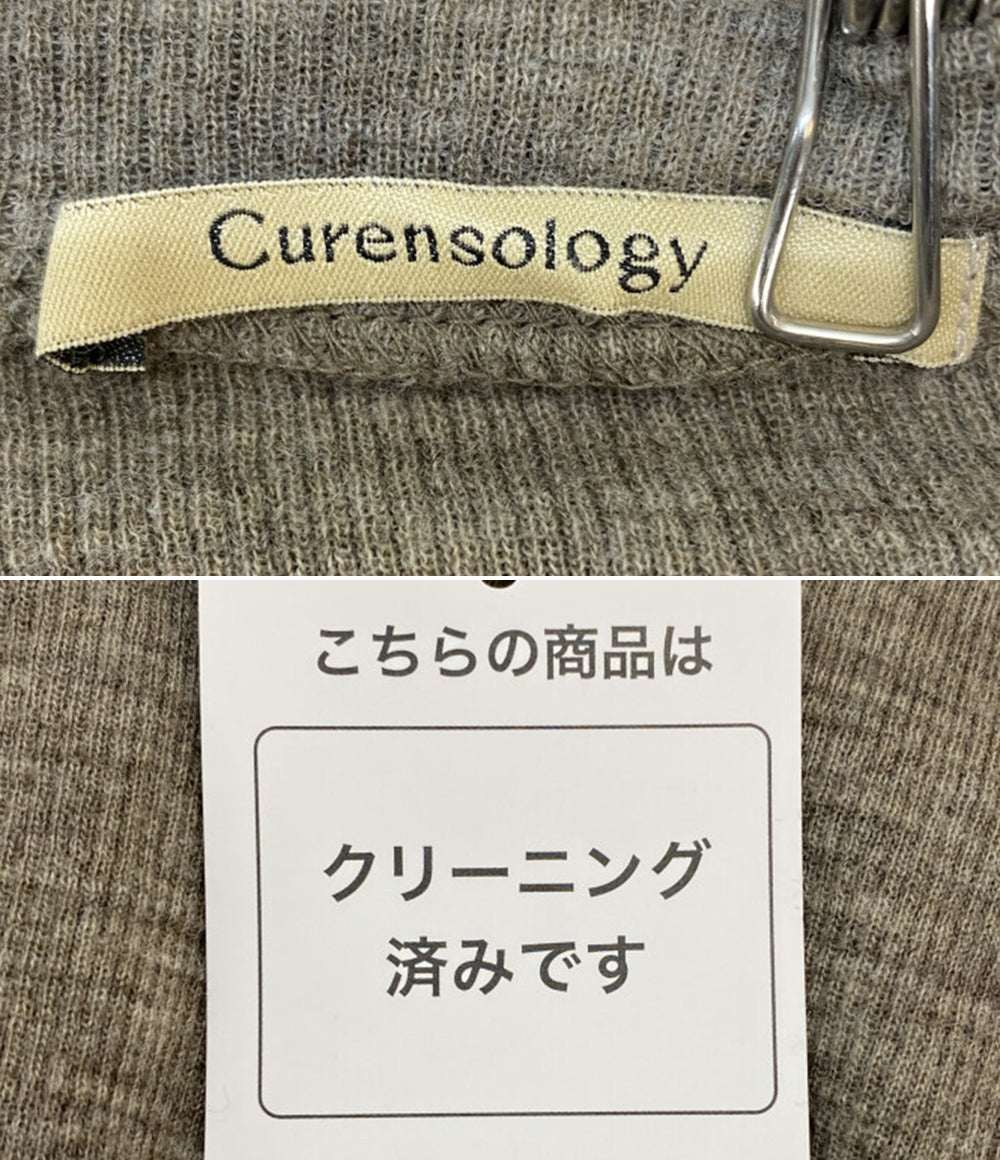 Curensology
こちらの商品は
クリーニング
済みです